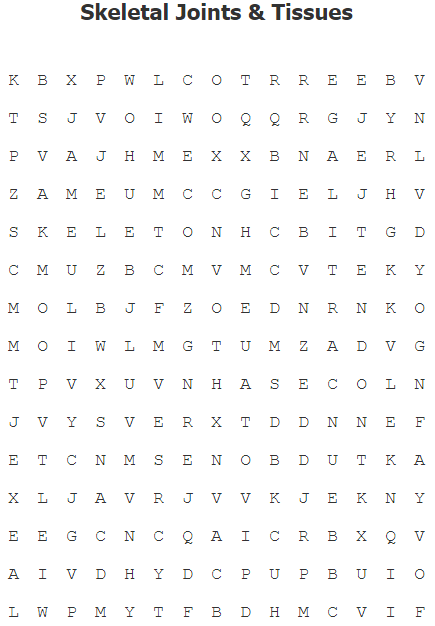 Skeletal Joints & Tissues
K B X P W L C O T R R E E B V
T S J V O I W O Q Q R G J Y N
P V A J H M E X X B N A E R L
Z A M E U M C C G I E L J H V
S K E L E T O N H C B I T G D
C M U Z B C M V M C V T E K Y
M O L B J F Z O E D N R N K O
M O I W L M G T U M Z A D V G
T P V X U V N H A S E C O L N
J V Y S V E R X T D D N N E F
E T C N M S E N O B D U T K A
X L J A V R J V V K J E K N Y
E E G C N C Q A I C R B X Q V
A I V D H Y D C P U P B U I O
L W P M Y T F B D H M C V I F